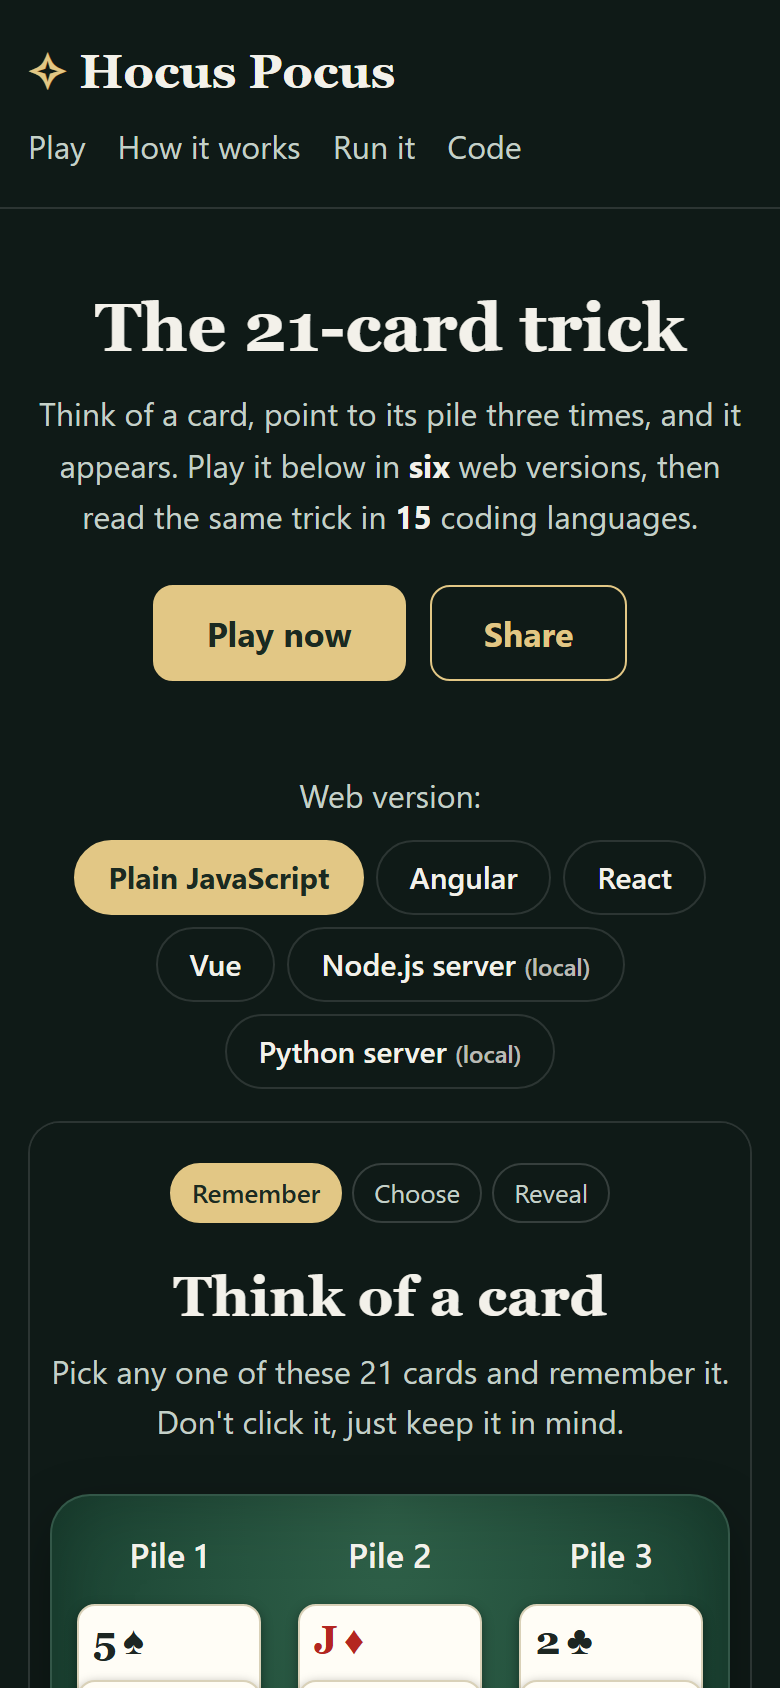 ✧ Hocus Pocus
Play How it works Run it Code
The 21-card trick
Think of a card, point to its pile three times, and it
appears. Play it below in six web versions, then
read the same trick in 15 coding languages.
Play now Share
Web version:
Plain JavaScript Angular React
Vue Node.js server (local)
Python server (local)
Remember Choose Reveal
Think of a card
Pick any one of these 21 cards and remember it.
Don't click it, just keep it in mind.
Pile 1 Pile 2 Pile 3
5♠ J♦ 2♣